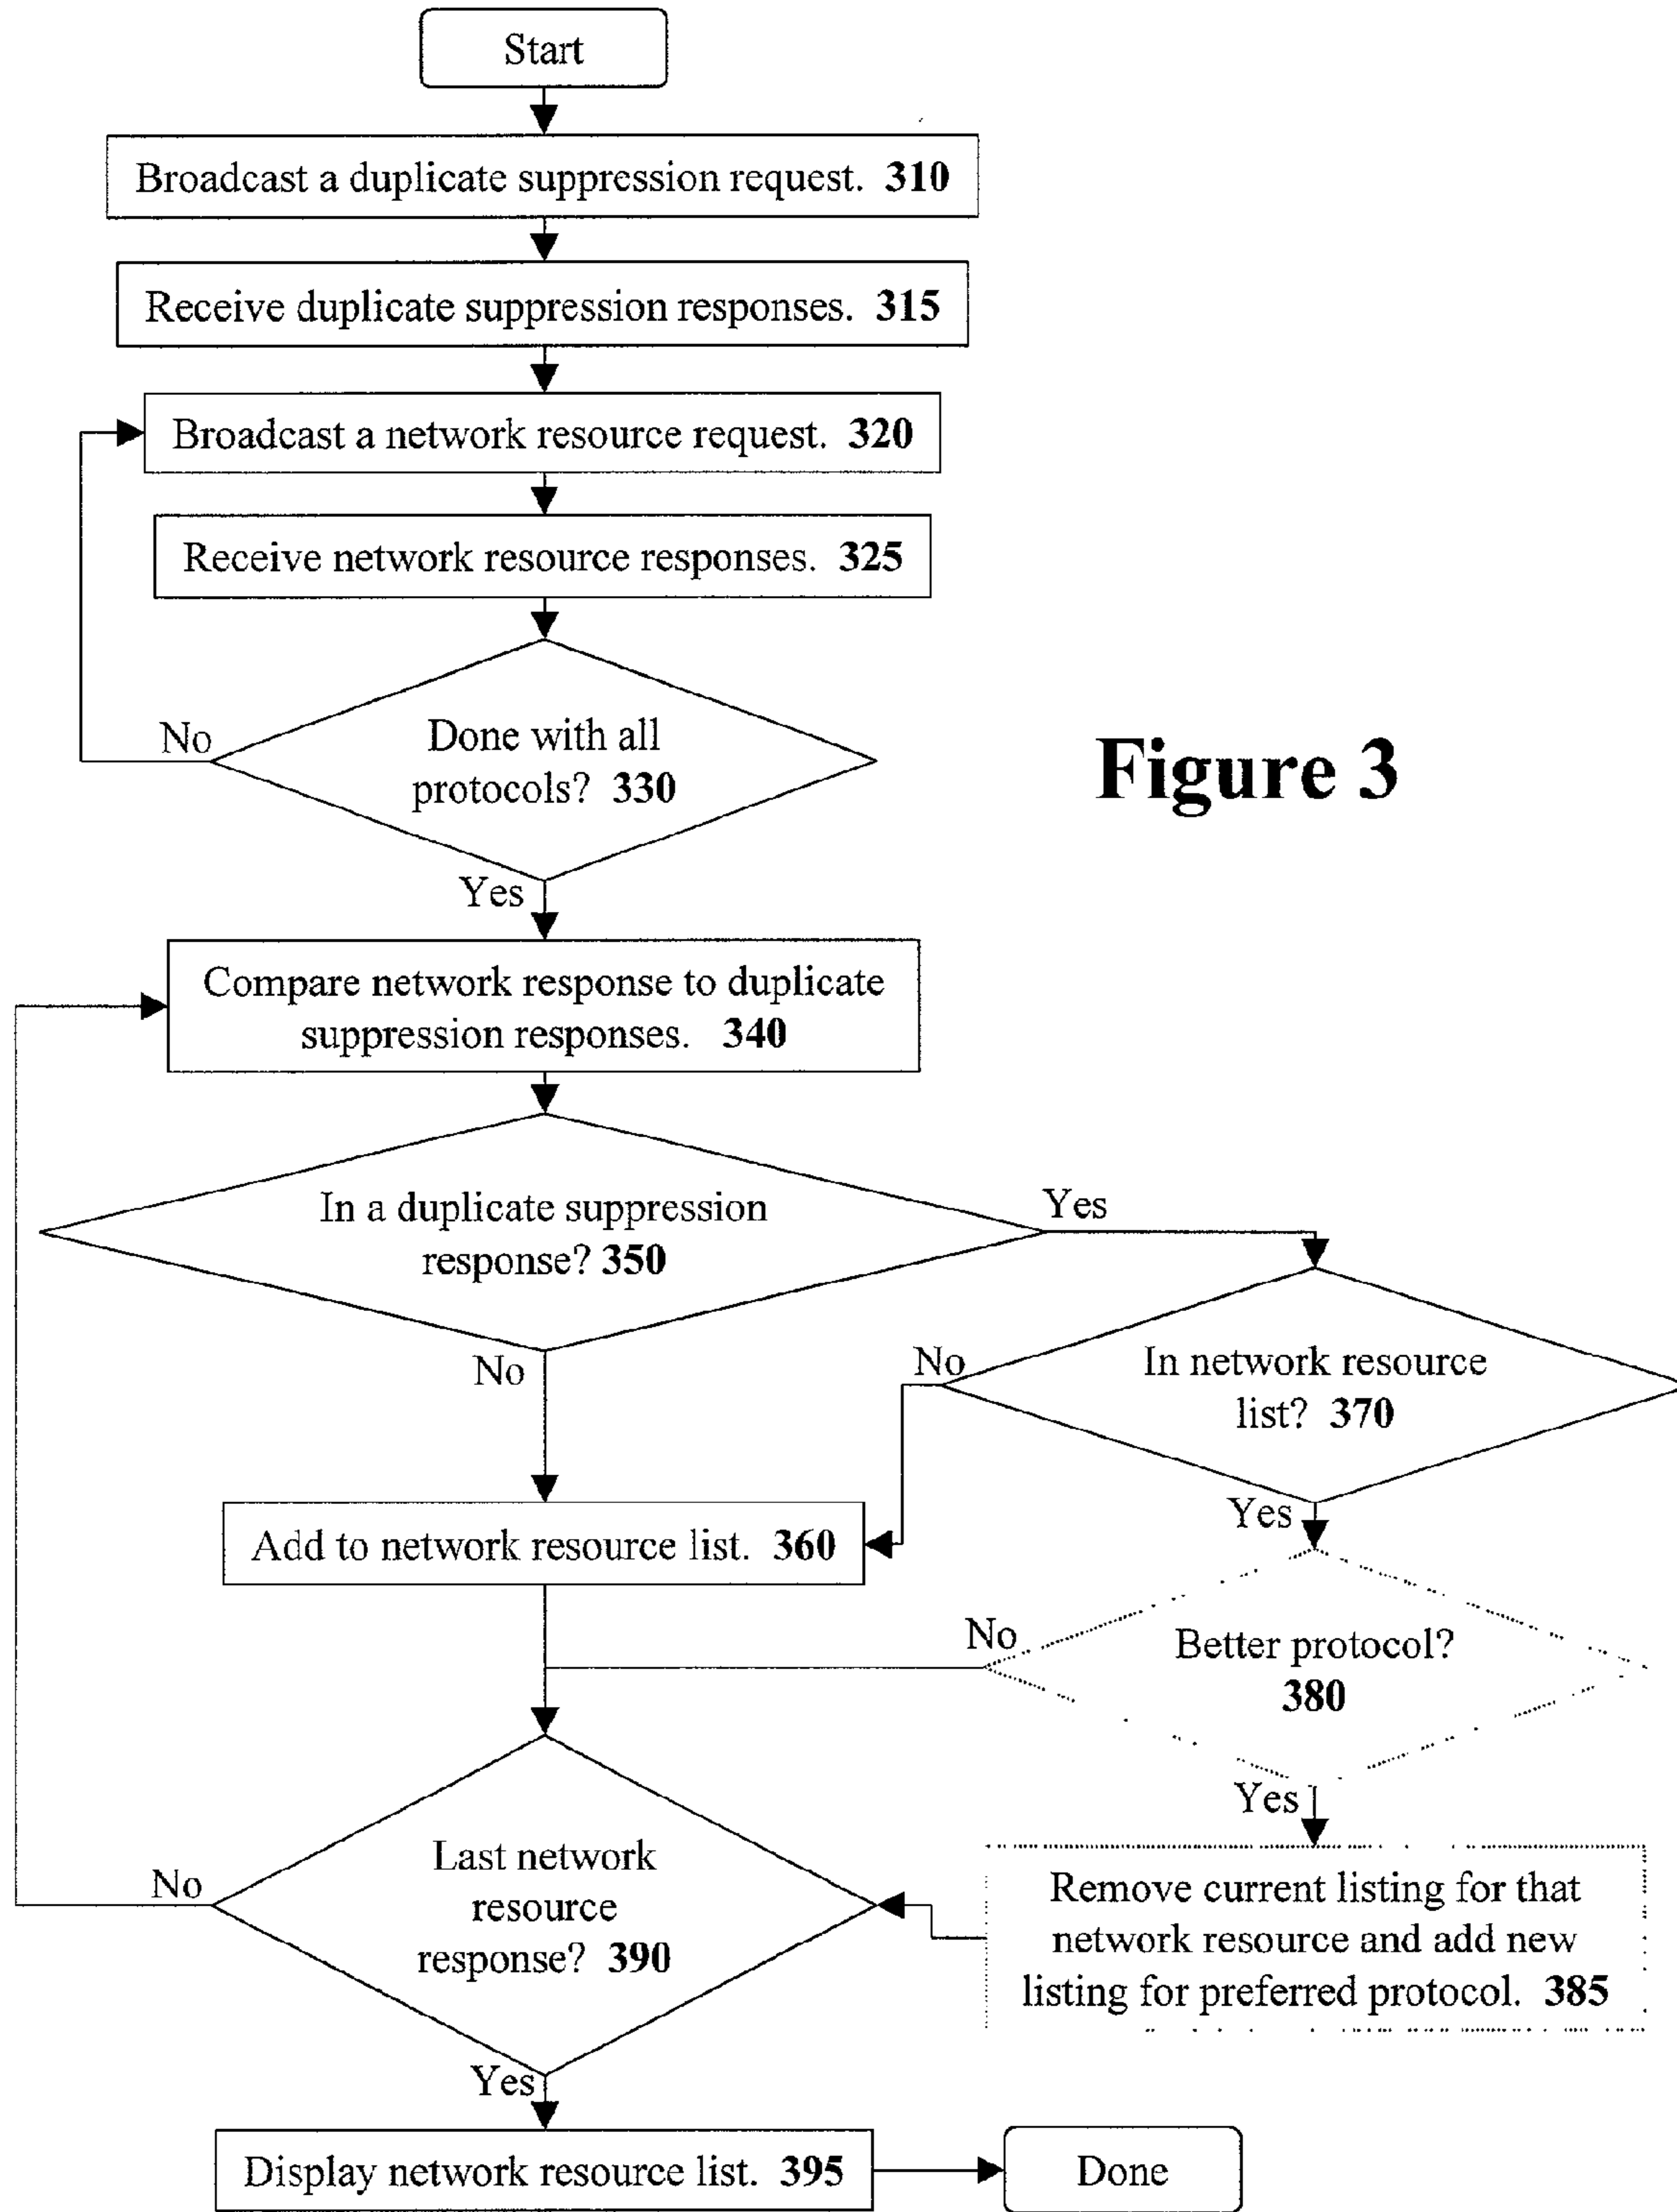 Start
Broadcast a duplicate suppression request. 310
Receive duplicate suppression responses. 315
Broadcast a network resource request. 320
Receive network resource responses. 325
No
Done with all
protocols? 330
Figure 3
Yes
Compare network response to duplicate
suppression responses. 340
In a duplicate suppression
response? 350
Yes
No
No
In network resource
list? 370
Yes
Add to network resource list. 360
No
Better protocol?
380
Yes
Last network
resource
response? 390
No
Remove current listing for that
network resource and add new
listing for preferred protocol. 385
Yes
Display network resource list. 395
Done